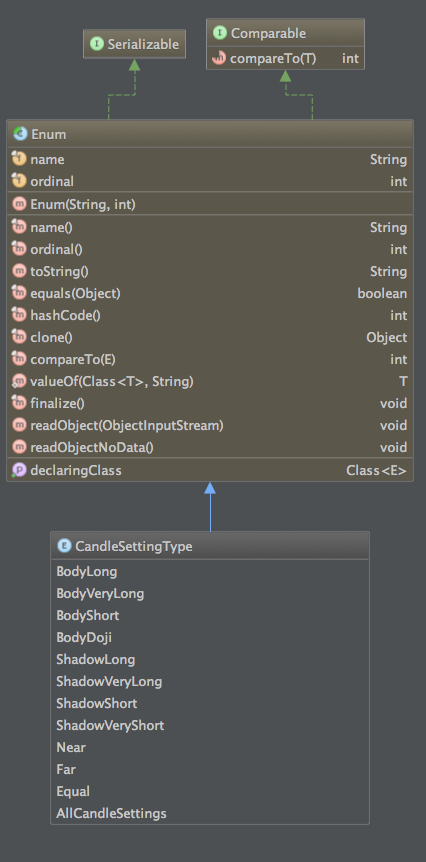 I Serializable
I Comparable
m compareTo(T) int
C Enum
f name String
f ordinal int
m Enum(String, int)
m name() String
m ordinal() int
m toString() String
m equals(Object) boolean
m hashCode() int
m clone() Object
m compareTo(E) int
m valueOf(Class<T>, String) T
m finalize() void
m readObject(ObjectInputStream) void
m readObjectNoData() void
p declaringClass Class<E>
E CandleSettingType
BodyLong
BodyVeryLong
BodyShort
BodyDoji
ShadowLong
ShadowVeryLong
ShadowShort
ShadowVeryShort
Near
Far
Equal
AllCandleSettings